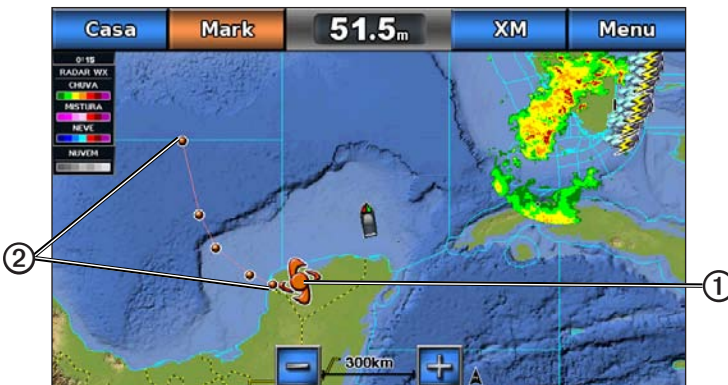 Casa
Mark
51.5m
XM
Menu
0:15
RADAR WX
CHUVA
MISTURA
NEVE
NUVEM
②
①
300km